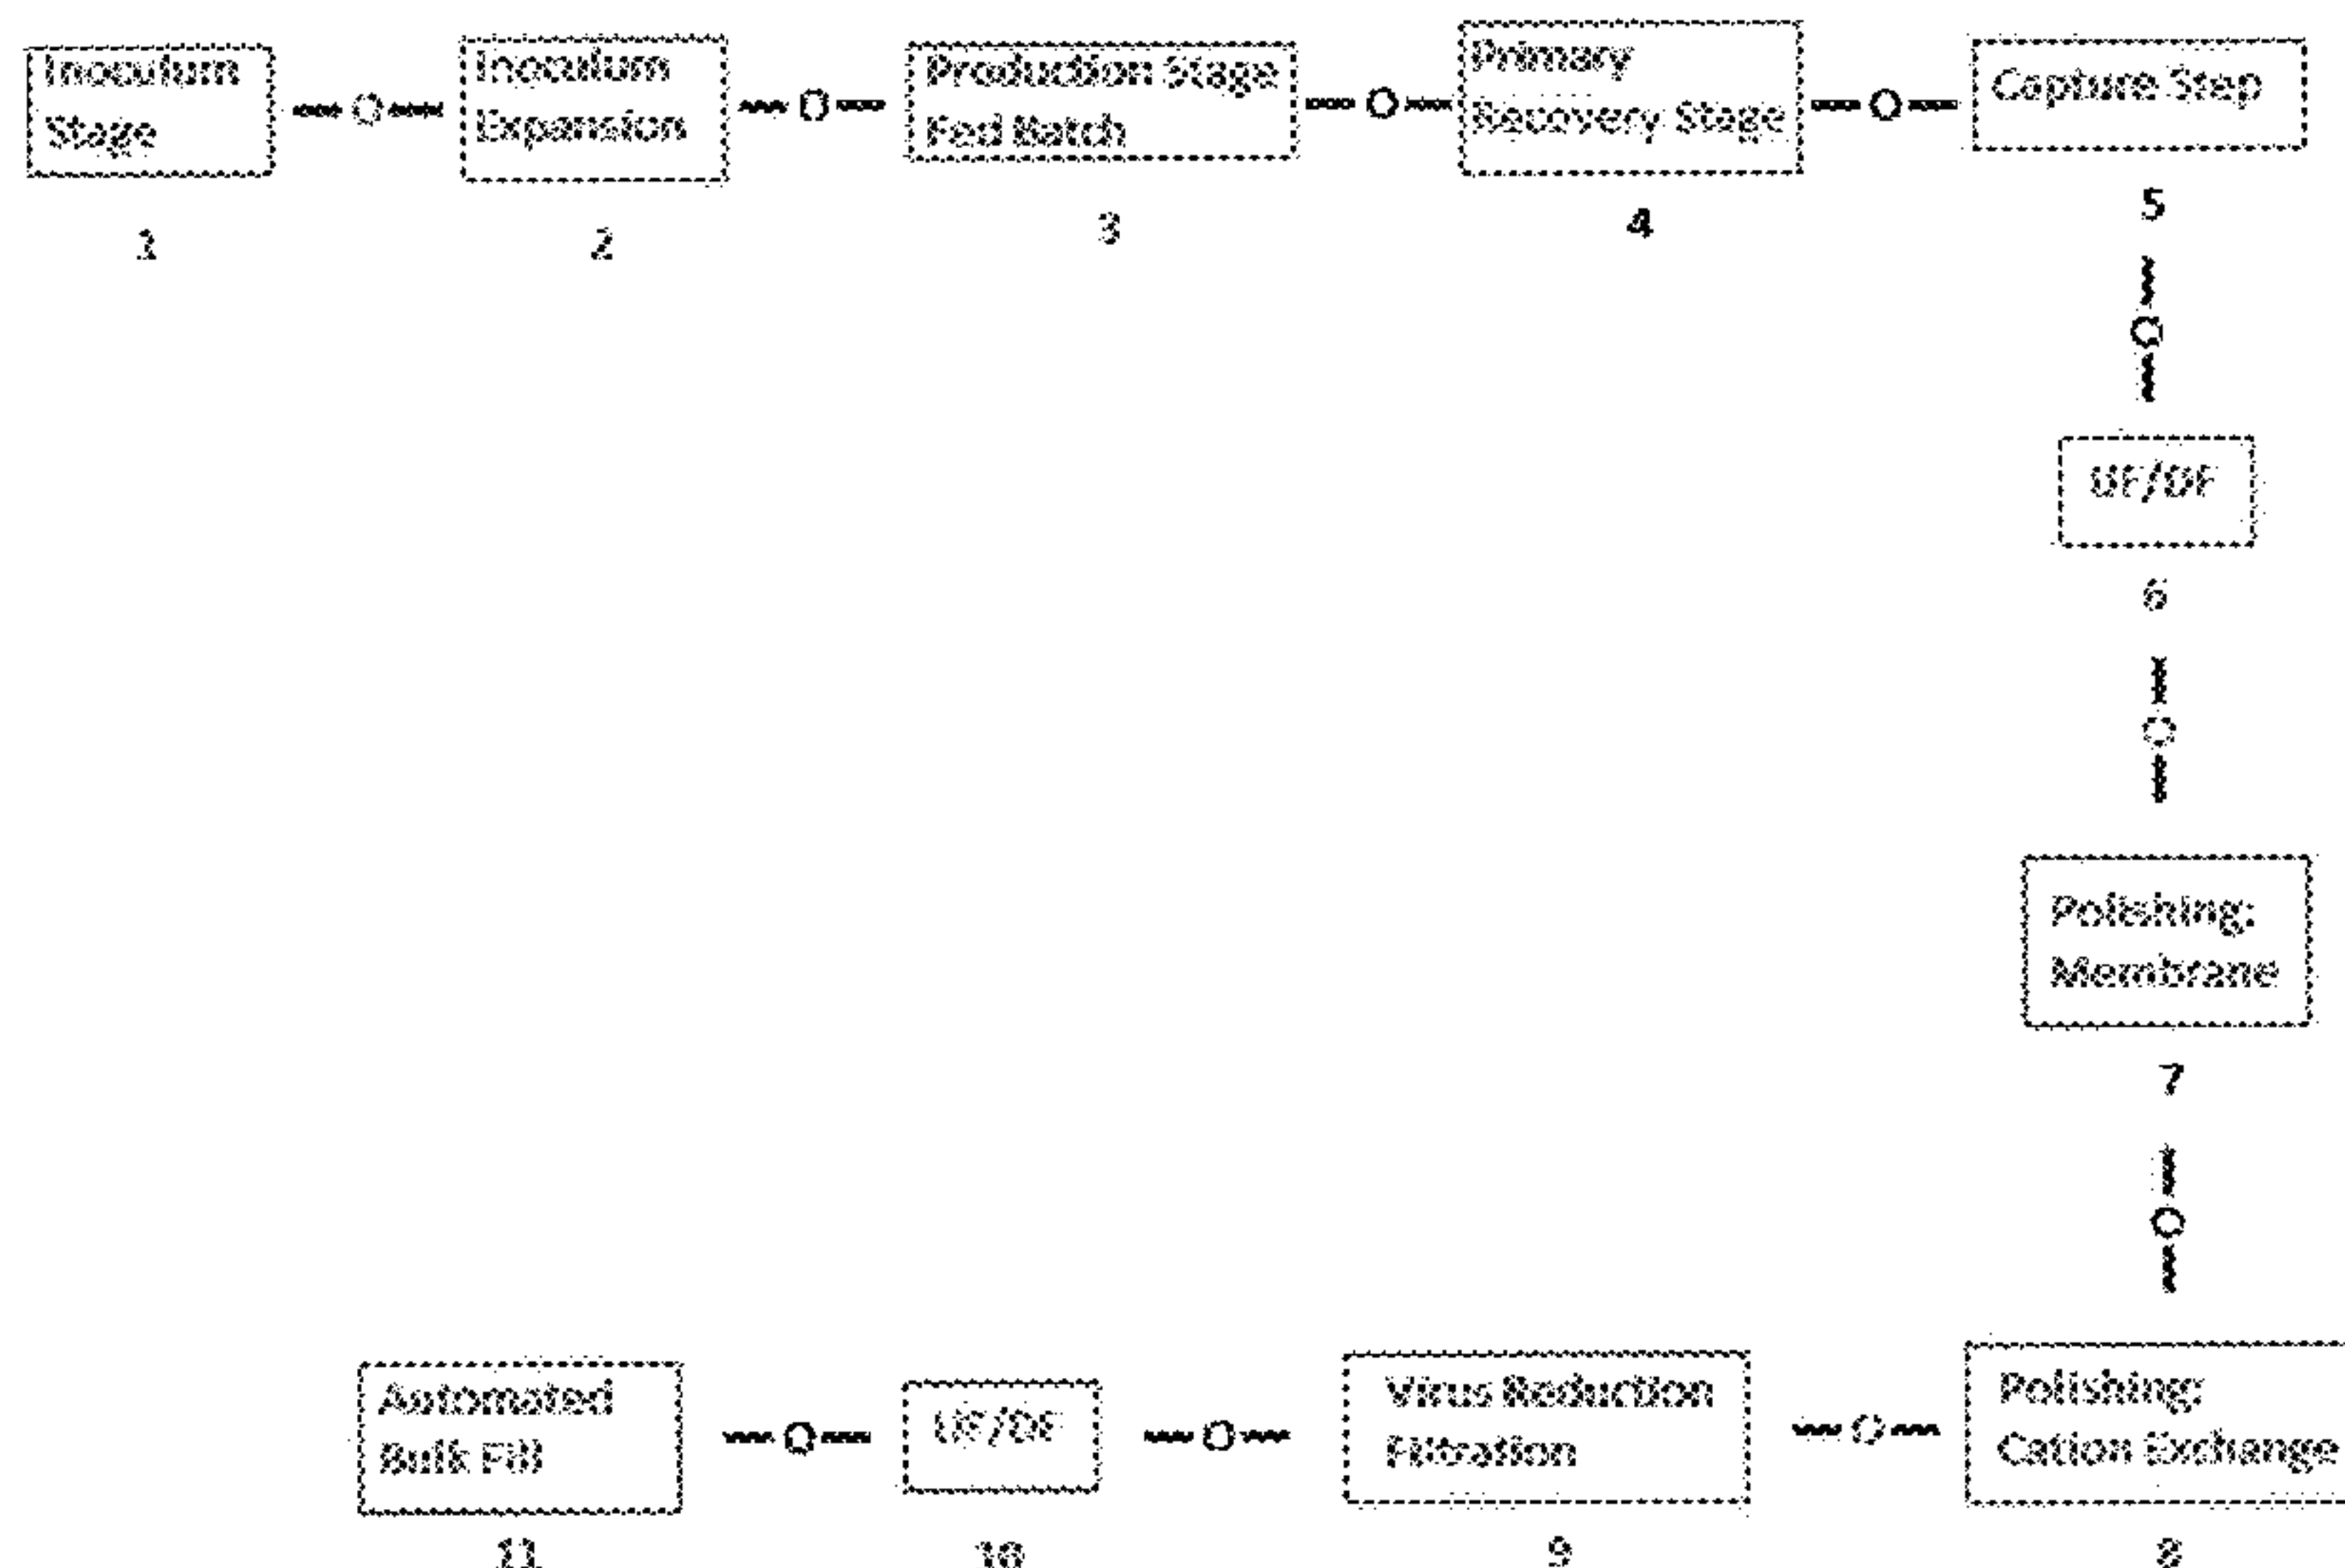 Inoculum
Stage
1
Inoculum
Expansion
2
Production Stage
Fed Batch
3
Primary
Recovery Stage
4
Capture Step
5
UF/DF
6
Polishing:
Membrane
7
Polishing:
Cation Exchange
8
Virus Reduction
Filtration
9
UF/DF
10
Automated
Bulk Fill
11